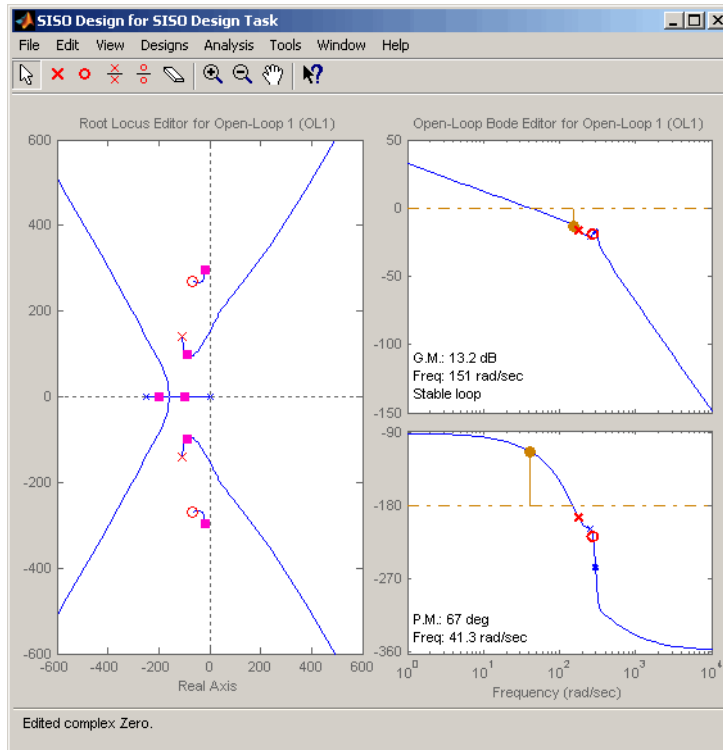 SISO Design for SISO Design Task
File Edit View Designs Analysis Tools Window Help
Root Locus Editor for Open-Loop 1 (OL1)
600
400
200
0
-200
-400
-600
-600 -400 -200 0 200 400 600
Real Axis
Open-Loop Bode Editor for Open-Loop 1 (OL1)
50
0
-50
-100
-150
G.M.: 13.2 dB
Freq: 151 rad/sec
Stable loop
-90
-180
-270
-360
P.M.: 67 deg
Freq: 41.3 rad/sec
10^0 10^1 10^2 10^3 10^4
Frequency (rad/sec)
Edited complex Zero.